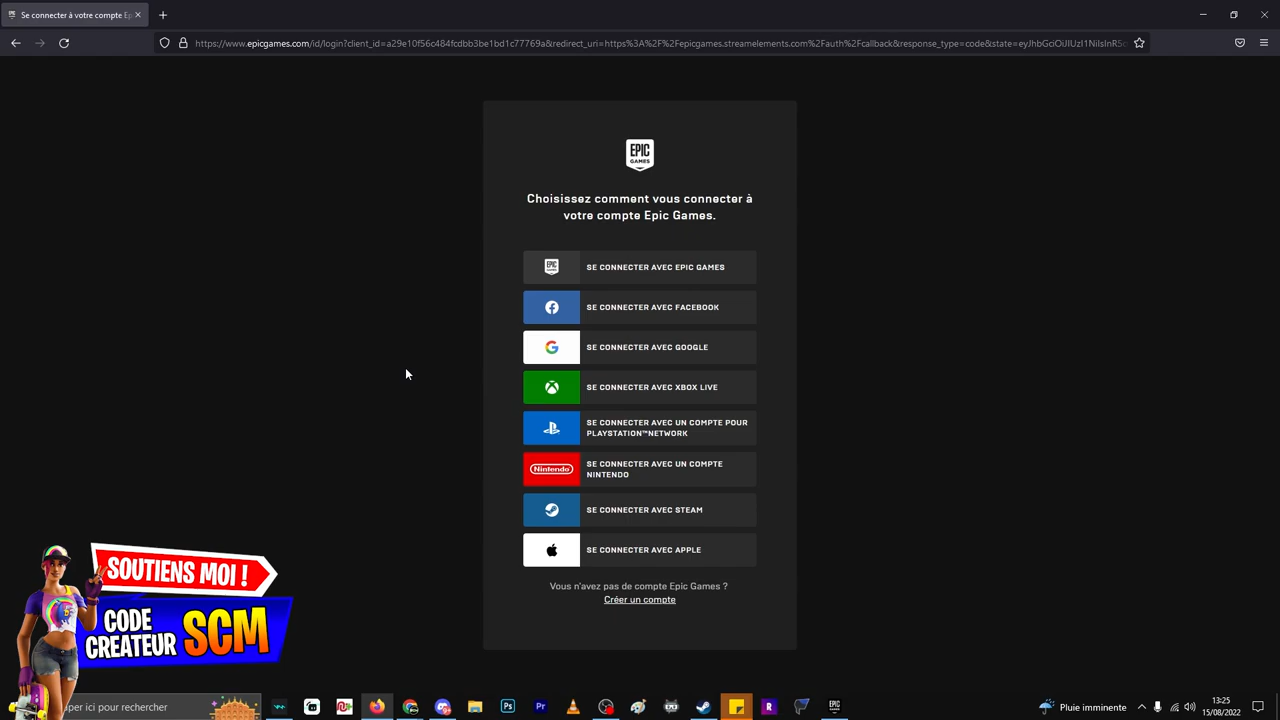 Se connecter à votre compte Ep
https://www.epicgames.com/id/login?client_id=a29e10f56c484fcdbb3be1bd1c77769a&redirect_uri=https%3A%2F%2Fepicgames.streamelements.com%2Fauth%2Fcallback&response_type=code&state=eyJhbGciOiJIUzI1NiIsInR5c
EPIC
GAMES
Choisissez comment vous connecter à
votre compte Epic Games.
SE CONNECTER AVEC EPIC GAMES
SE CONNECTER AVEC FACEBOOK
SE CONNECTER AVEC GOOGLE
SE CONNECTER AVEC XBOX LIVE
SE CONNECTER AVEC UN COMPTE POUR
PLAYSTATION™NETWORK
Nintendo
SE CONNECTER AVEC UN COMPTE
NINTENDO
SE CONNECTER AVEC STEAM
SE CONNECTER AVEC APPLE
Vous n'avez pas de compte Epic Games ?
Créer un compte
SOUTIENS MOI !
CODE
CREATEUR SCM
per ici pour rechercher
Ps
Pr
R
Pluie imminente
13:25
15/08/2022